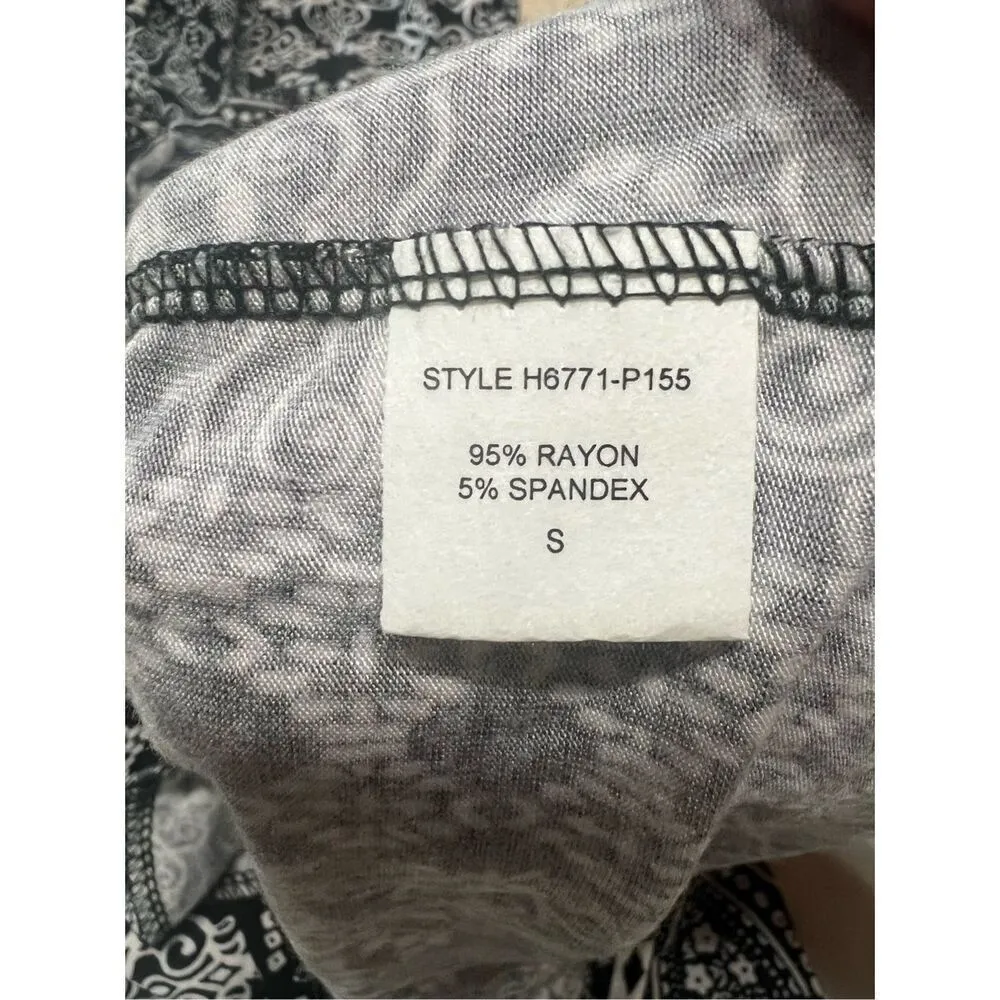 STYLE H6771-P155
95% RAYON
5% SPANDEX
S